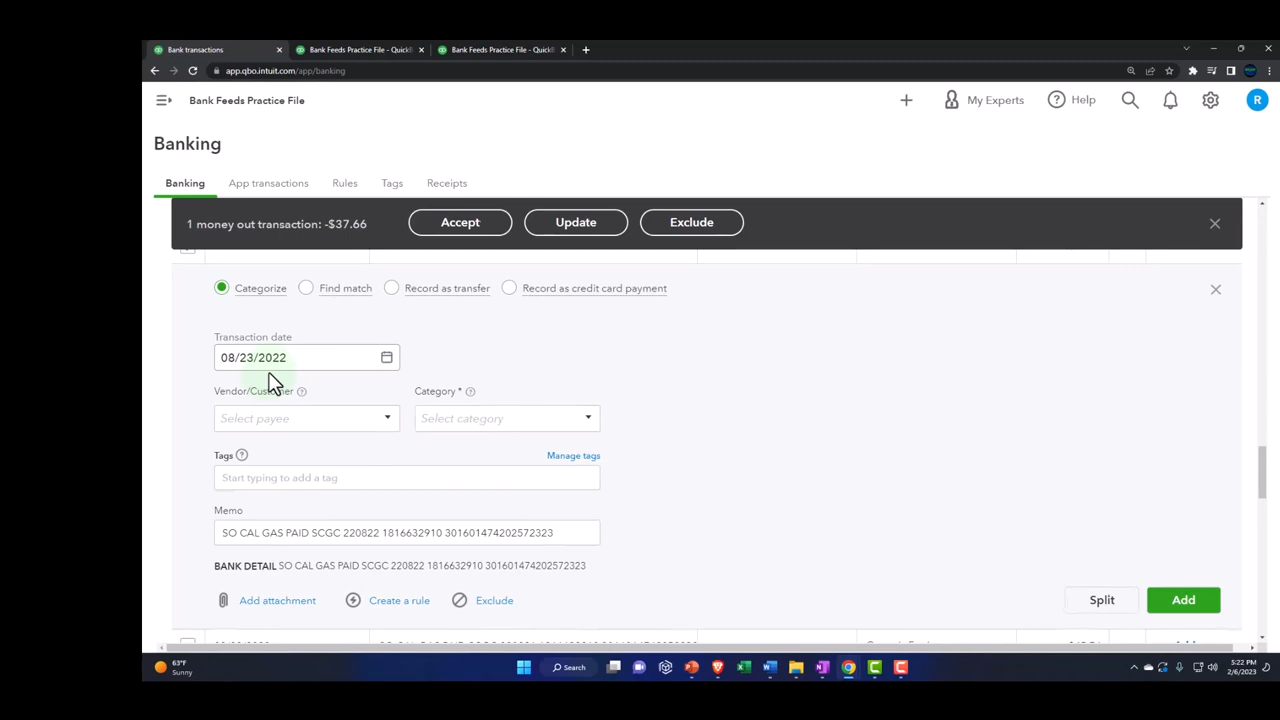 Bank transactions
Bank Feeds Practice File - QuickB
Bank Feeds Practice File - QuickB
app.qbo.intuit.com/app/banking
Bank Feeds Practice File
My Experts
Help
R
Banking
Banking
App transactions
Rules
Tags
Receipts
1 money out transaction: -$37.66
Accept
Update
Exclude
Categorize
Find match
Record as transfer
Record as credit card payment
Transaction date
08/23/2022
Vendor/Customer
Category *
Select payee
Select category
Tags
Manage tags
Start typing to add a tag
Memo
SO CAL GAS PAID SCGC 220822 1816632910 301601474202572323
BANK DETAIL SO CAL GAS PAID SCGC 220822 1816632910 301601474202572323
Add attachment
Create a rule
Exclude
Split
Add
63°F
Sunny
Search
5:22 PM
2/6/2023